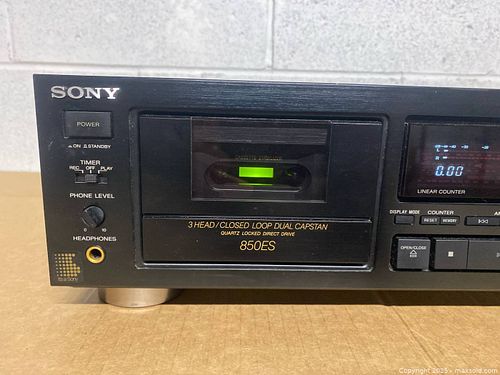 SONY
POWER
ON STANDBY
TIMER
REC OFF PLAY
PHONE LEVEL
0 10
HEADPHONES
3 HEAD/CLOSED LOOP DUAL CAPSTAN
QUARTZ LOCKED DIRECT DRIVE
850ES
L
R
0.00
LINEAR COUNTER
DISPLAY MODE
COUNTER
RESET MEMORY
OPEN/CLOSE
Copyright 2025 - maxsold.com